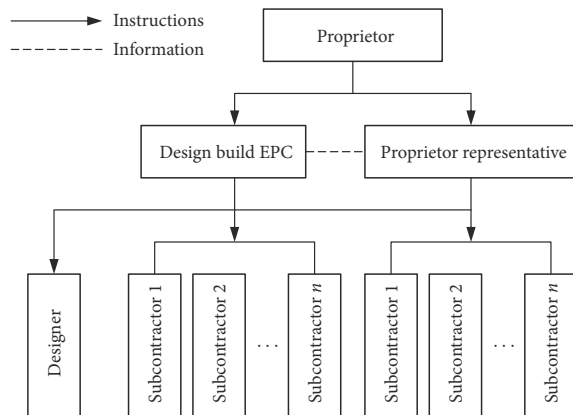 Instructions
Information
Proprietor
Design build EPC
Proprietor representative
Designer
Subcontractor 1
Subcontractor 2
...
Subcontractor n
Subcontractor 1
Subcontractor 2
...
Subcontractor n